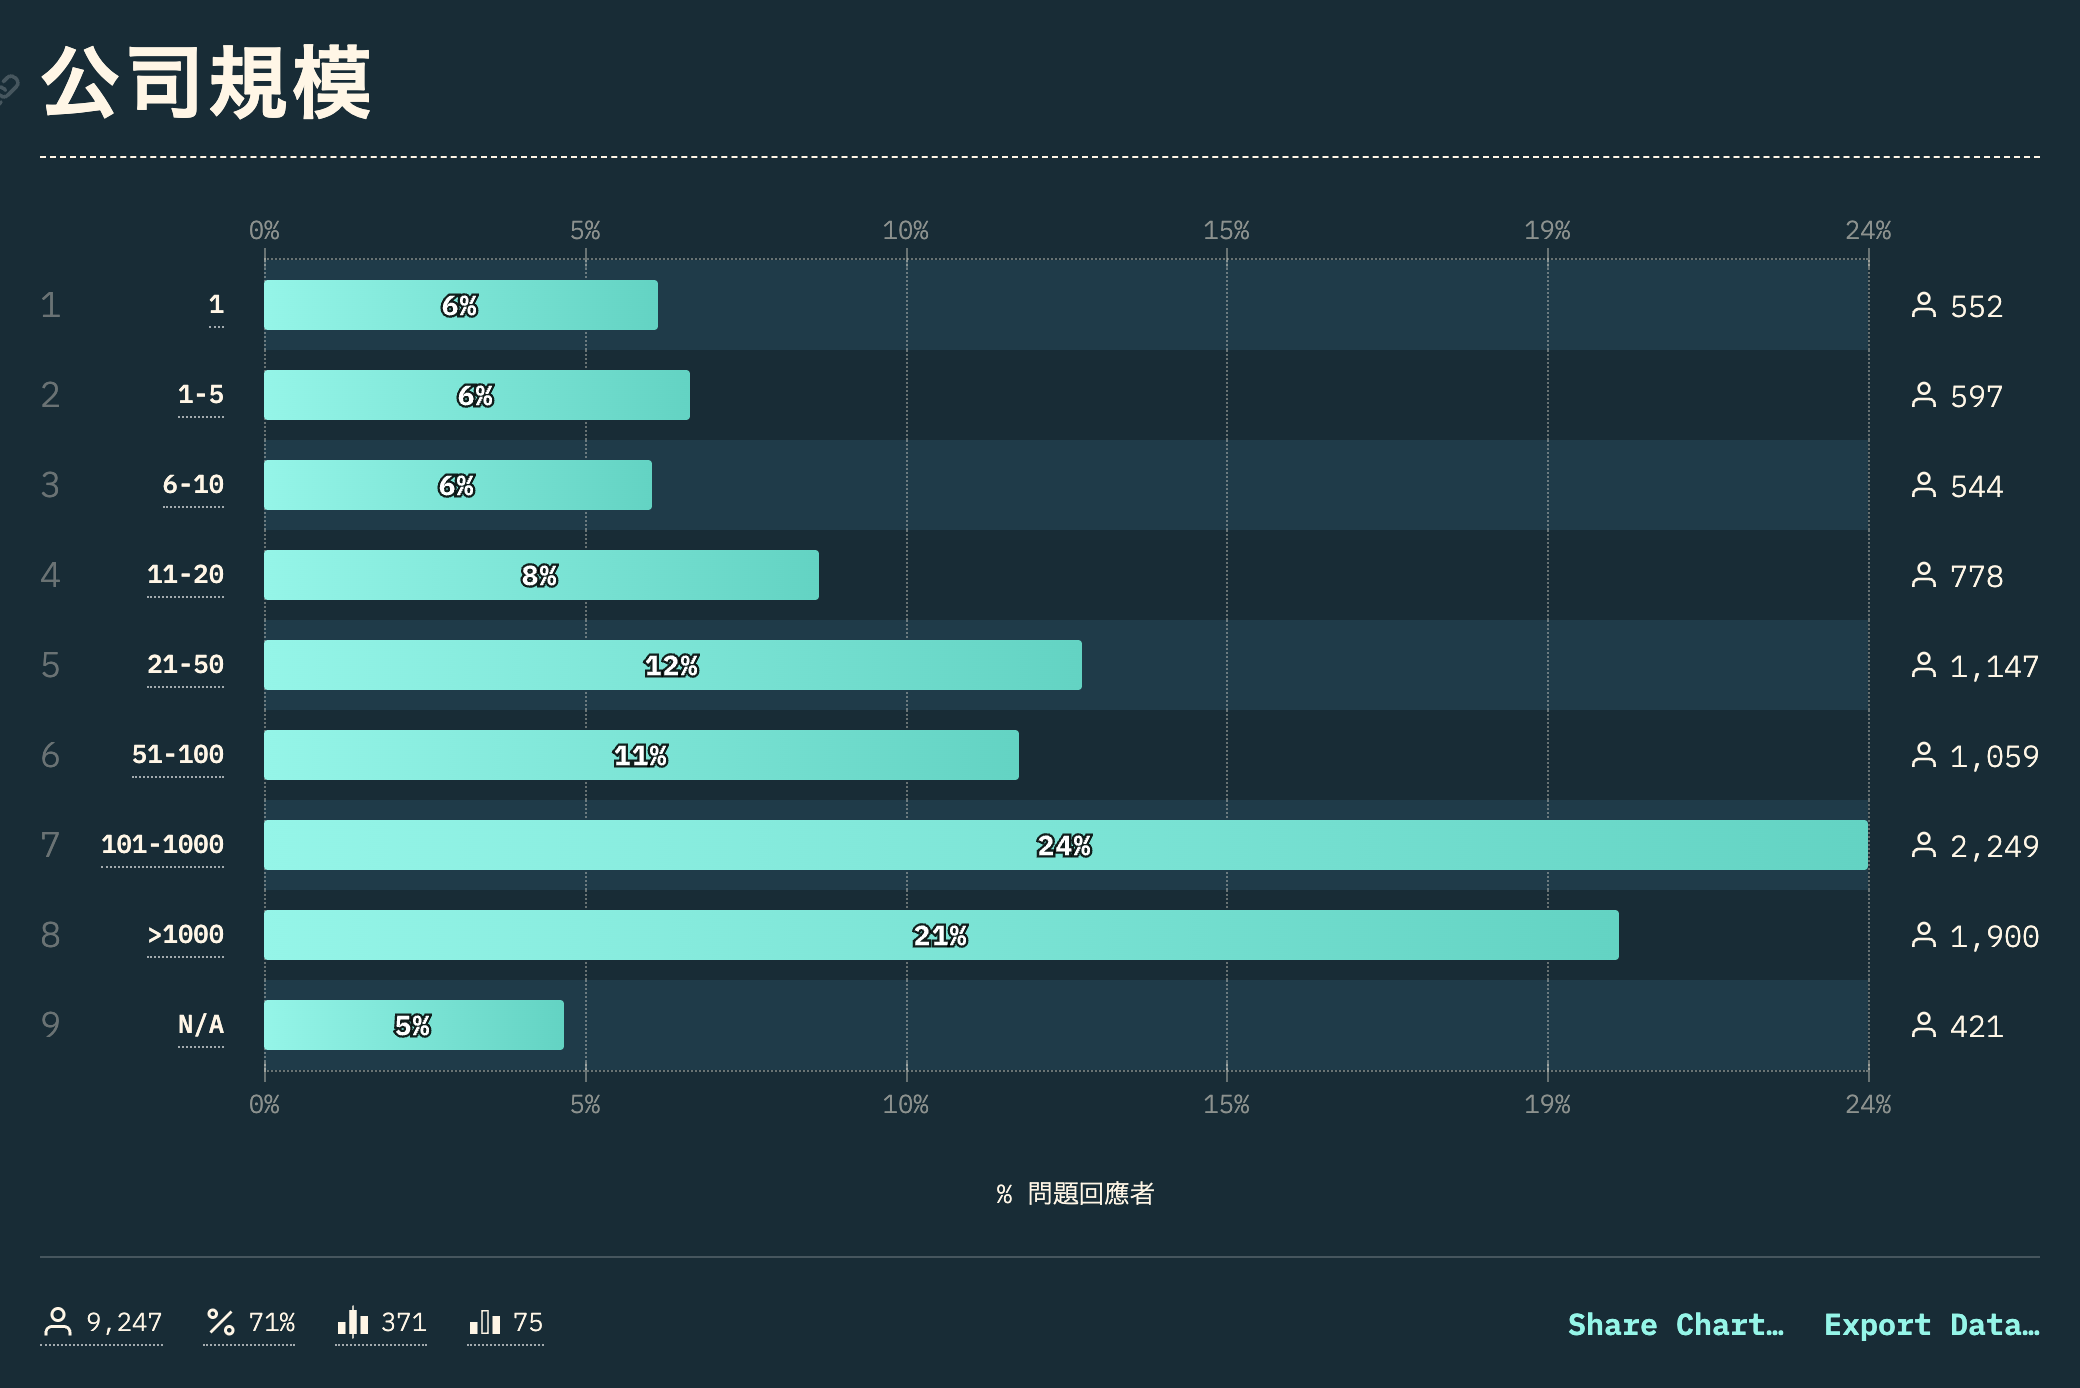 公司規模
0% 5% 10% 15% 19% 24%
1 1 6% 552
2 1-5 6% 597
3 6-10 6% 544
4 11-20 8% 778
5 21-50 12% 1,147
6 51-100 11% 1,059
7 101-1000 24% 2,249
8 >1000 21% 1,900
9 N/A 5% 421
0% 5% 10% 15% 19% 24%
% 問題回應者
9,247 % 71% 371 75 Share Chart… Export Data…